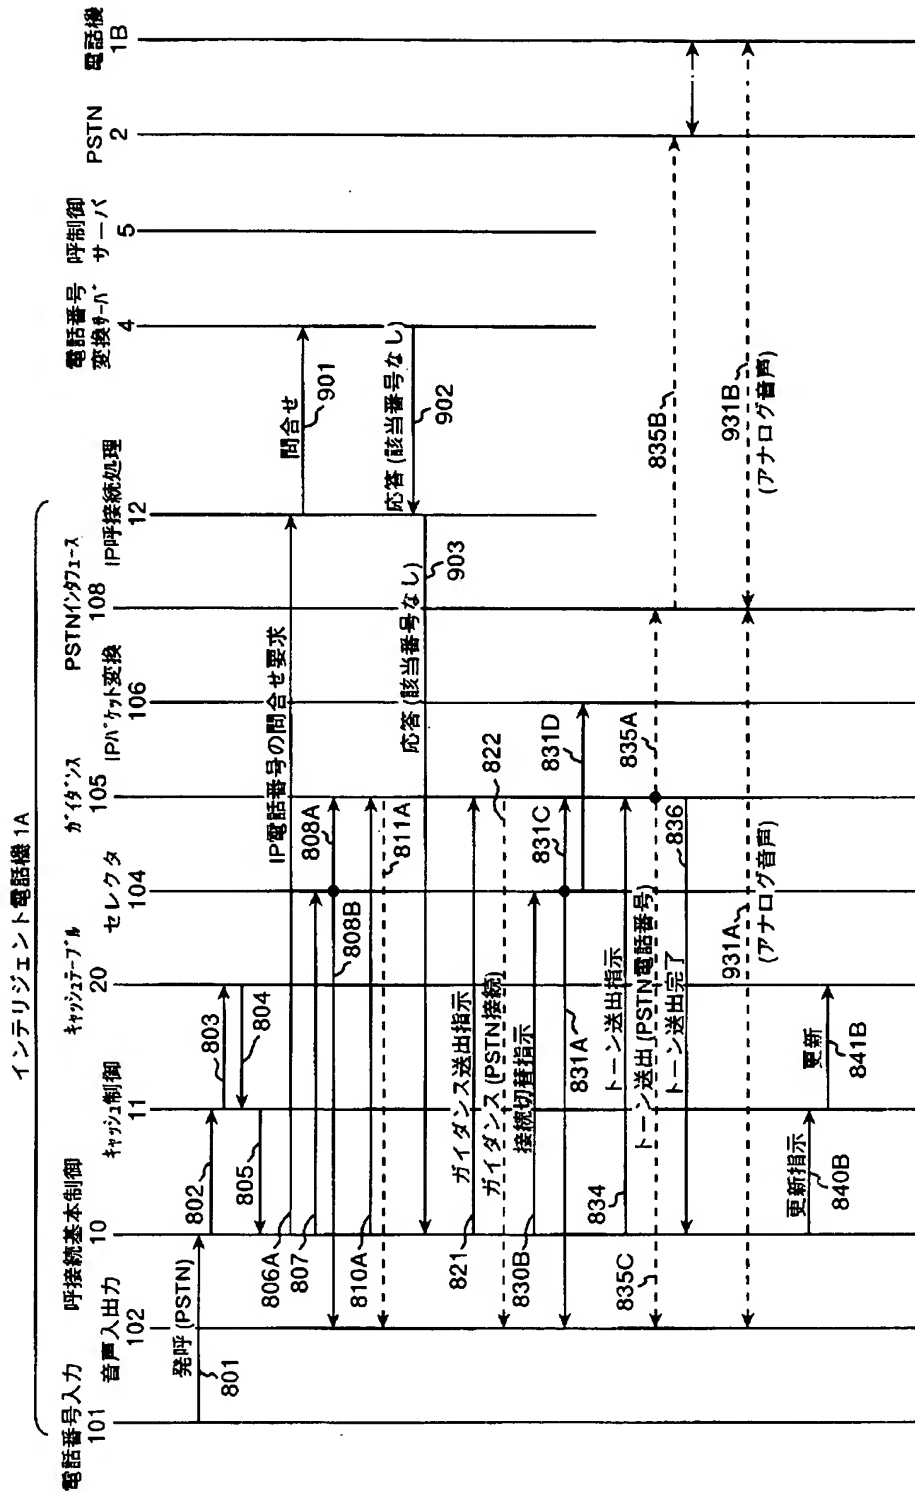 インテリジェント電話機 1A
電話番号入力
101
音声入出力
102
呼接続基本制御
10
キャッシュ制御
11
キャッシュテーブル
20
セレクタ
104
ガイダンス
105
IPパケット変換
106
PSTNインタフェース
108
IP呼接続処理
12
電話番号
変換サーバ
4
呼制御
サーバ
5
PSTN
2
電話機
1B
発呼 (PSTN)
801
802
803
804
805
IP電話番号の問合せ要求
806A
問合せ
901
807
808A
808B
810A
811A
応答 (該当番号なし)
902
応答 (該当番号なし)
903
ガイダンス送出指示
821
ガイダンス (PSTN接続)
822
接続切替指示
830B
831A
831C
831D
トーン送出指示
834
トーン送出 (PSTN電話番号)
835C
835A
835B
トーン送出完了
836
931A
(アナログ音声)
931B
(アナログ音声)
更新指示
840B
更新
841B